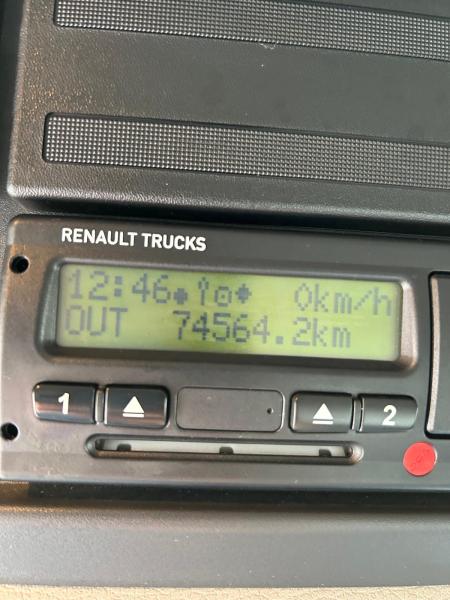 RENAULT TRUCKS
12:46 0km/h
OUT 74564.2km
1 2